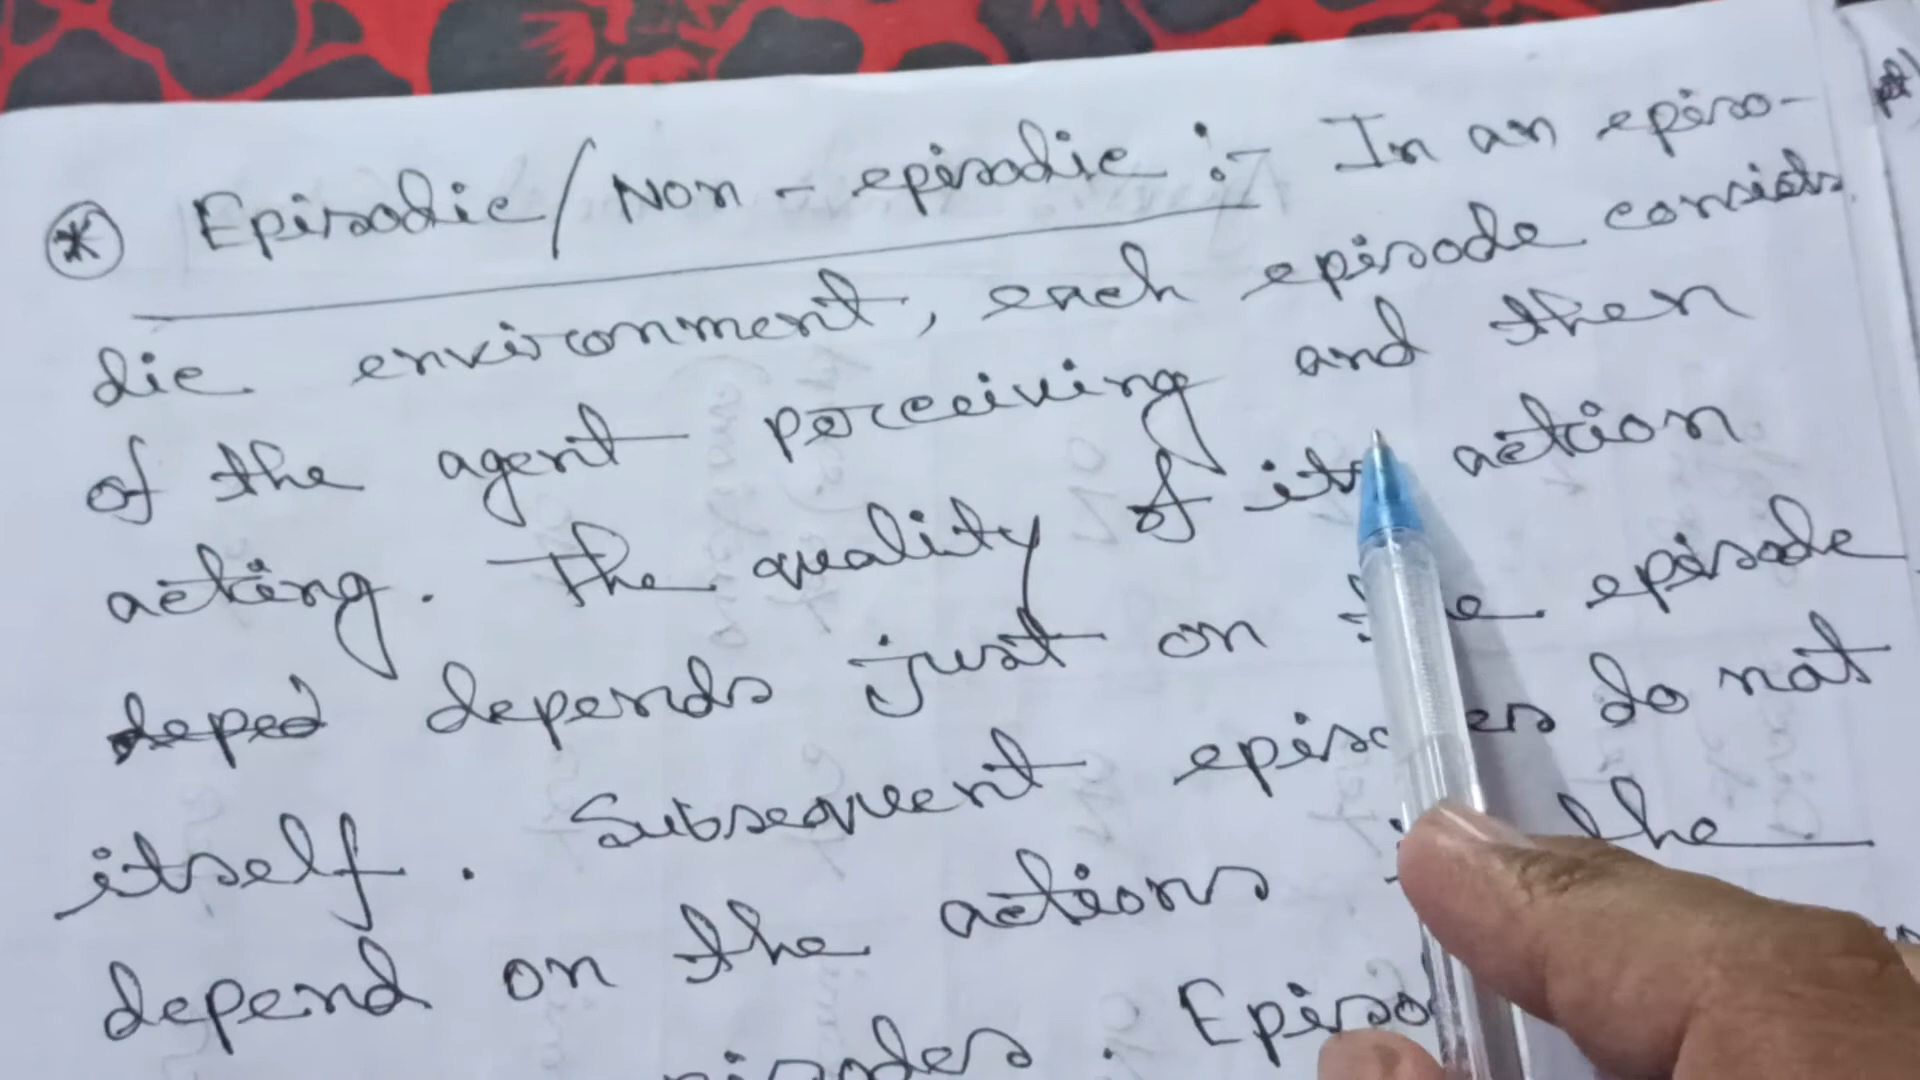 * Episodic/Non-episodic :- In an episo-
dic environment, each episode consists
of the agent perceiving and then
acting. The quality of its action
deped depends just on the episode
itself. Subsequent episodes do not
depend on the actions the
Episo